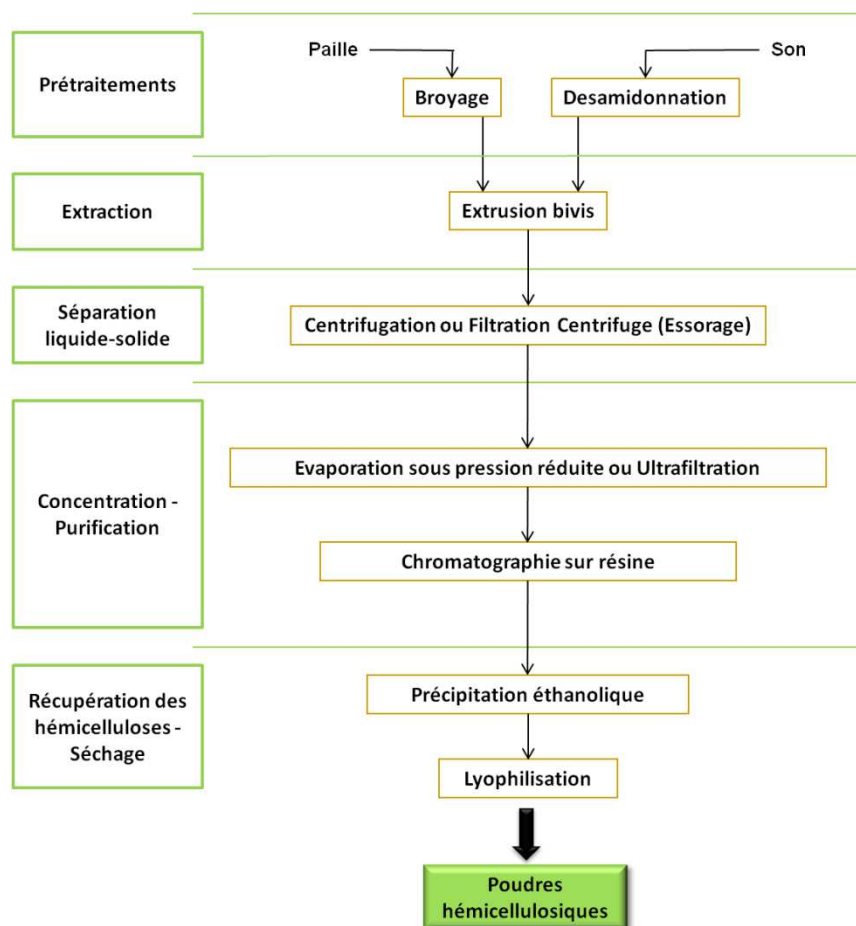 Paille
Son
Prétraitements
Broyage
Desamidonnation
Extraction
Extrusion bivis
Séparation
liquide-solide
Centrifugation ou Filtration Centrifuge (Essorage)
Concentration -
Purification
Evaporation sous pression réduite ou Ultrafiltration
Chromatographie sur résine
Récupération des
hémicelluloses -
Séchage
Précipitation éthanolique
Lyophilisation
Poudres
hémicellulosiques